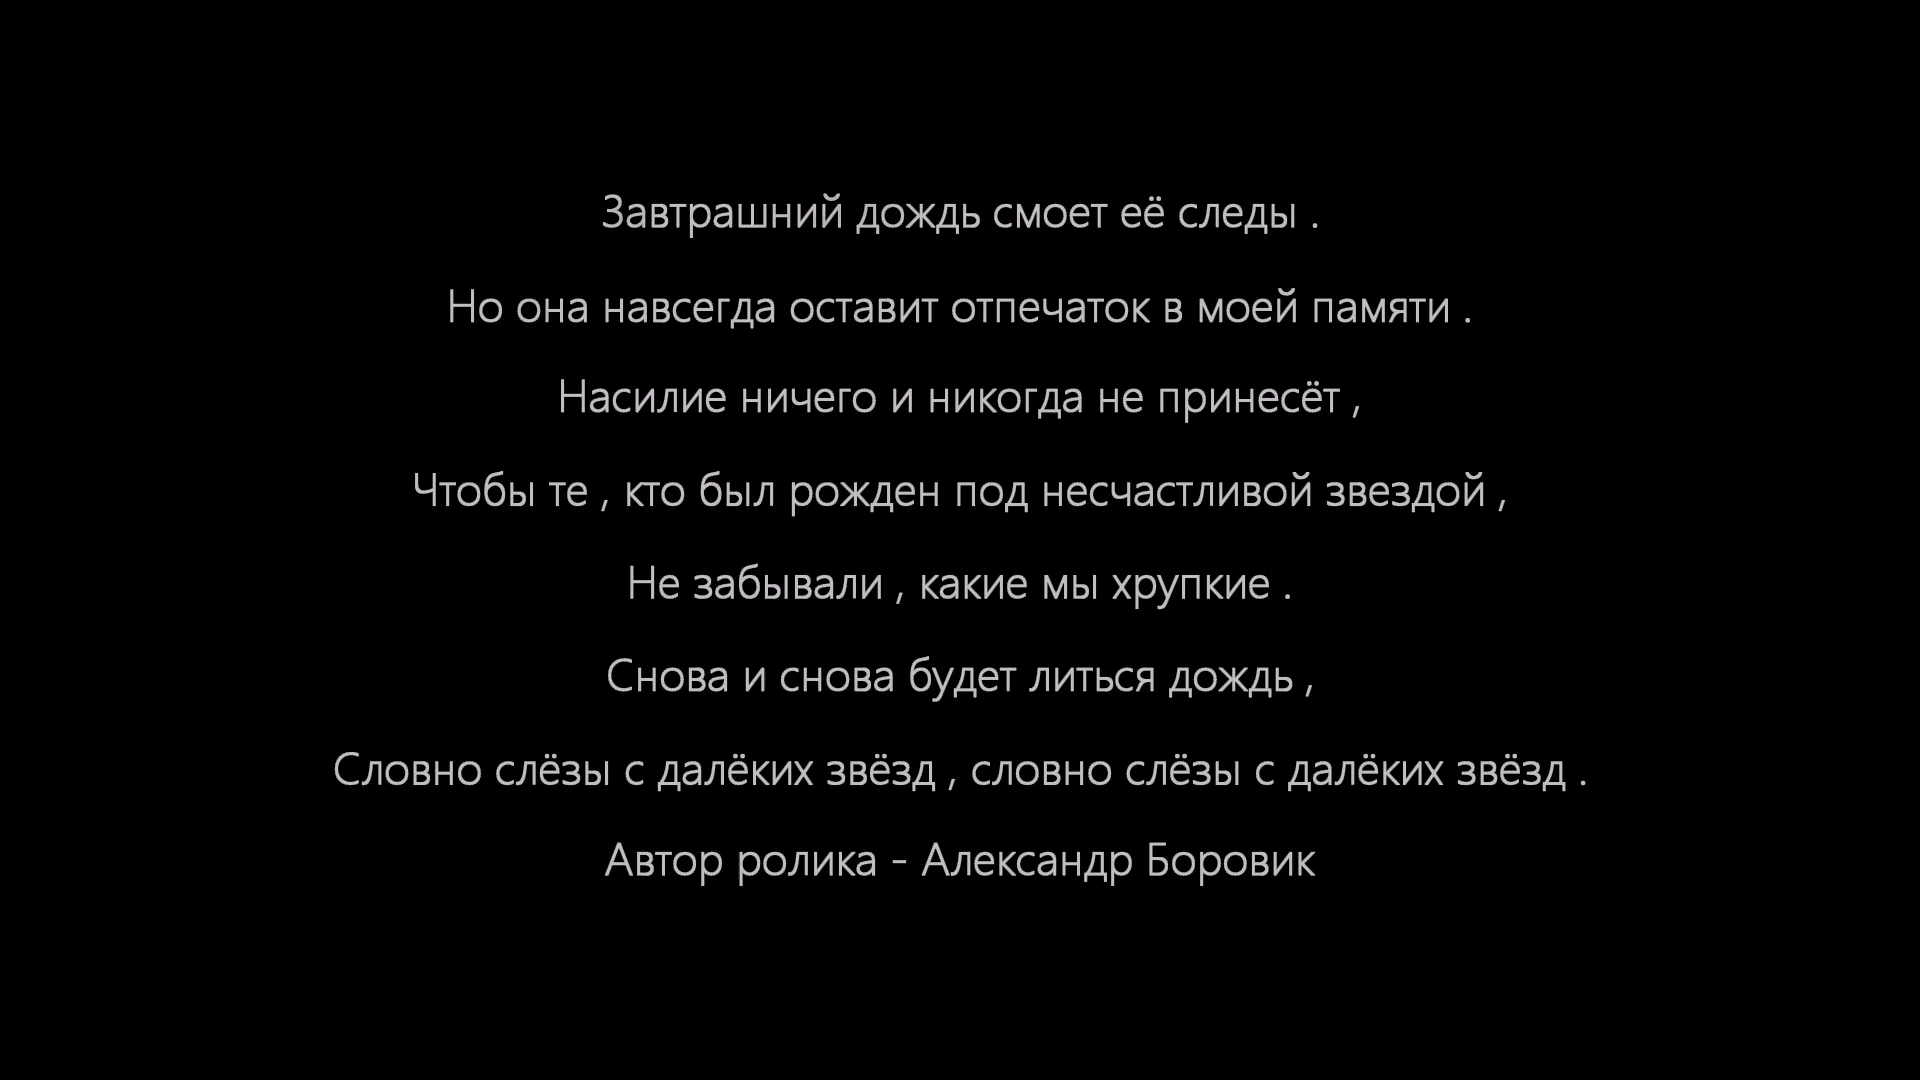 Завтрашний дождь смоет её следы .
Но она навсегда оставит отпечаток в моей памяти .
Насилие ничего и никогда не принесёт ,
Чтобы те , кто был рожден под несчастливой звездой ,
Не забывали , какие мы хрупкие .
Снова и снова будет литься дождь ,
Словно слёзы с далёких звёзд , словно слёзы с далёких звёзд .
Автор ролика - Александр Боровик